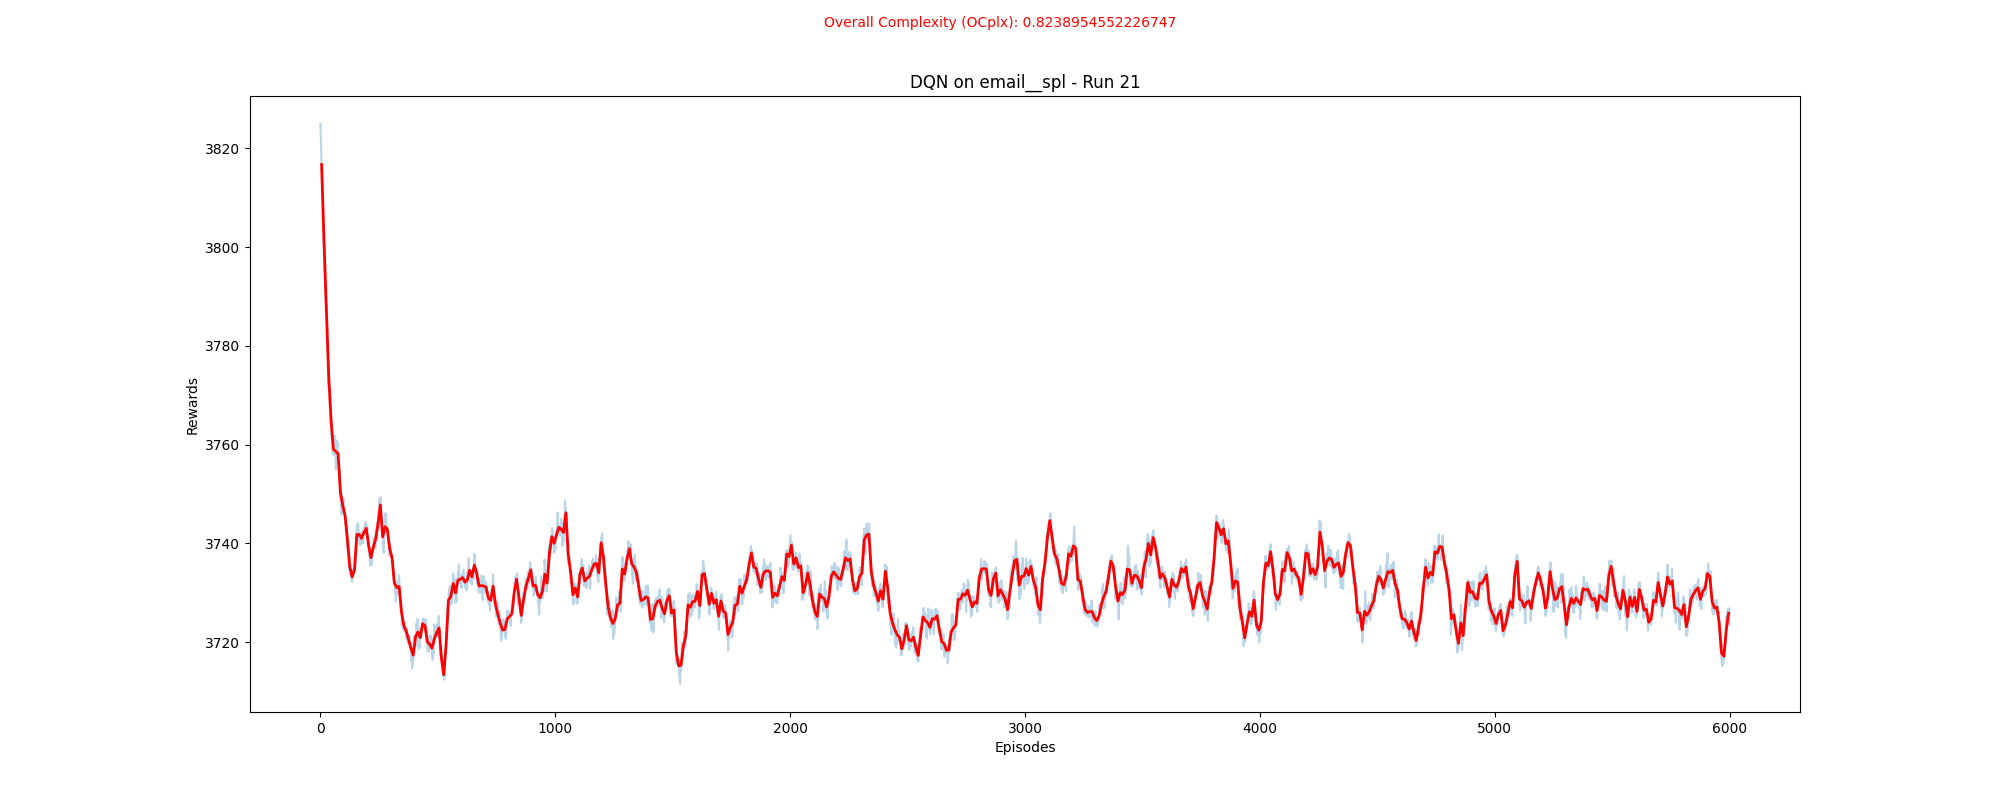 Overall Complexity (OCplx): 0.8238954552226747
DQN on email__spl - Run 21
3820
3800
3780
3760
3740
3720
Rewards
0 1000 2000 3000 4000 5000 6000
Episodes